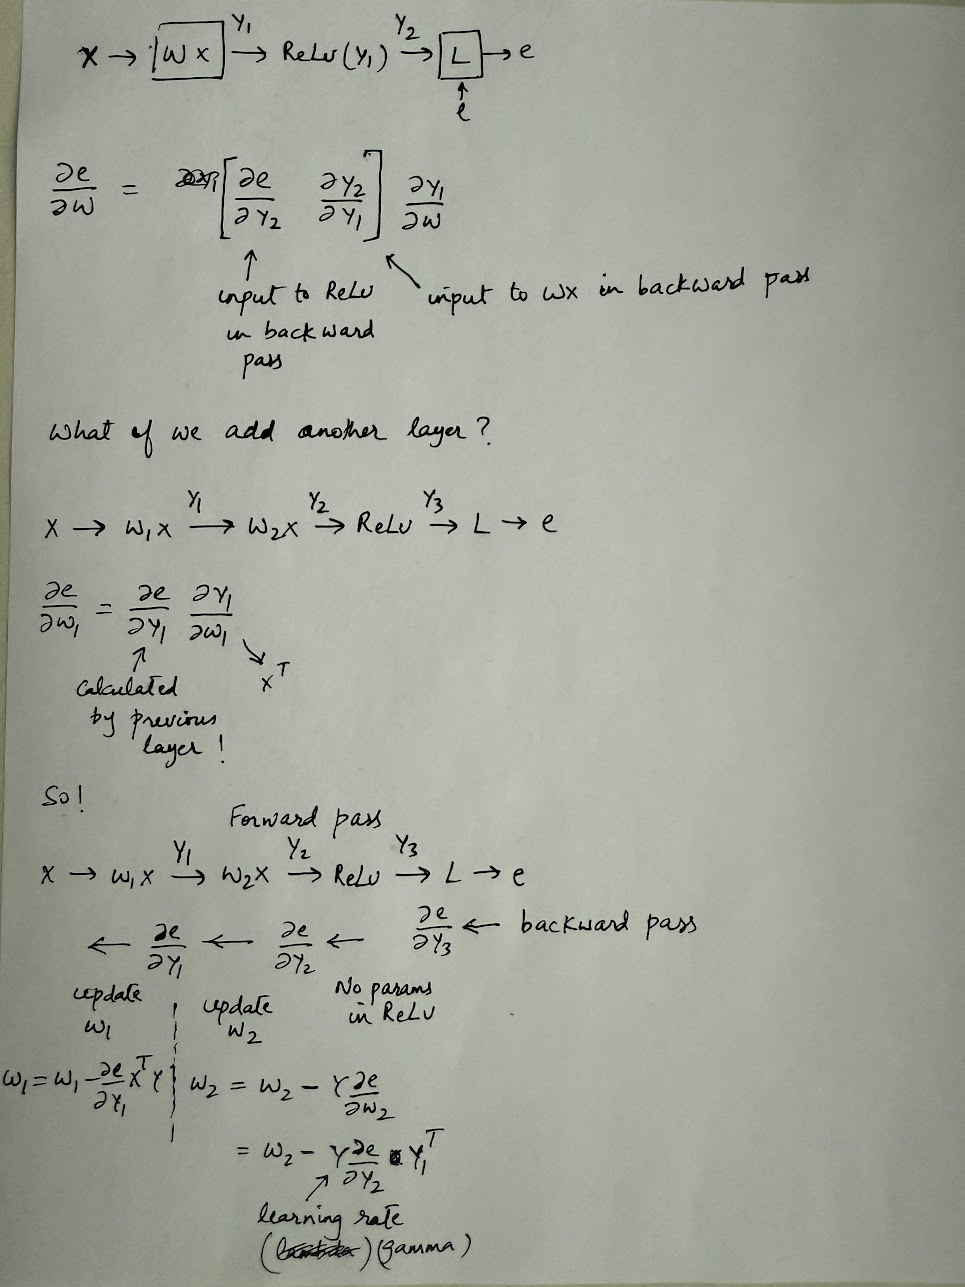 X → [Wx] Y₁ → ReLu(Y₁) Y₂ → [L] → e
↑
l
∂e/∂W = [∂e/∂Y₂ ∂Y₂/∂Y₁] ∂Y₁/∂W
input to ReLu in backward pass
input to Wx in backward pass
What if we add another layer?
X → W₁x Y₁ → W₂x Y₂ → ReLu Y₃ → L → e
∂e/∂W₁ = ∂e/∂Y₁ ∂Y₁/∂W₁
Xᵀ
Calculated
by previous
layer!
So!
Forward pass
X → W₁x Y₁ → W₂x Y₂ → ReLu Y₃ → L → e
← ∂e/∂Y₁ ← ∂e/∂Y₂ ← ∂e/∂Y₃ ← backward pass
update W₁
update W₂
No params in ReLu
W₁ = W₁ - ∂e/∂Y₁ Xᵀ γ
W₂ = W₂ - γ ∂e/∂W₂
= W₂ - γ ∂e/∂Y₂ Y₁ᵀ
learning rate
(gamma)